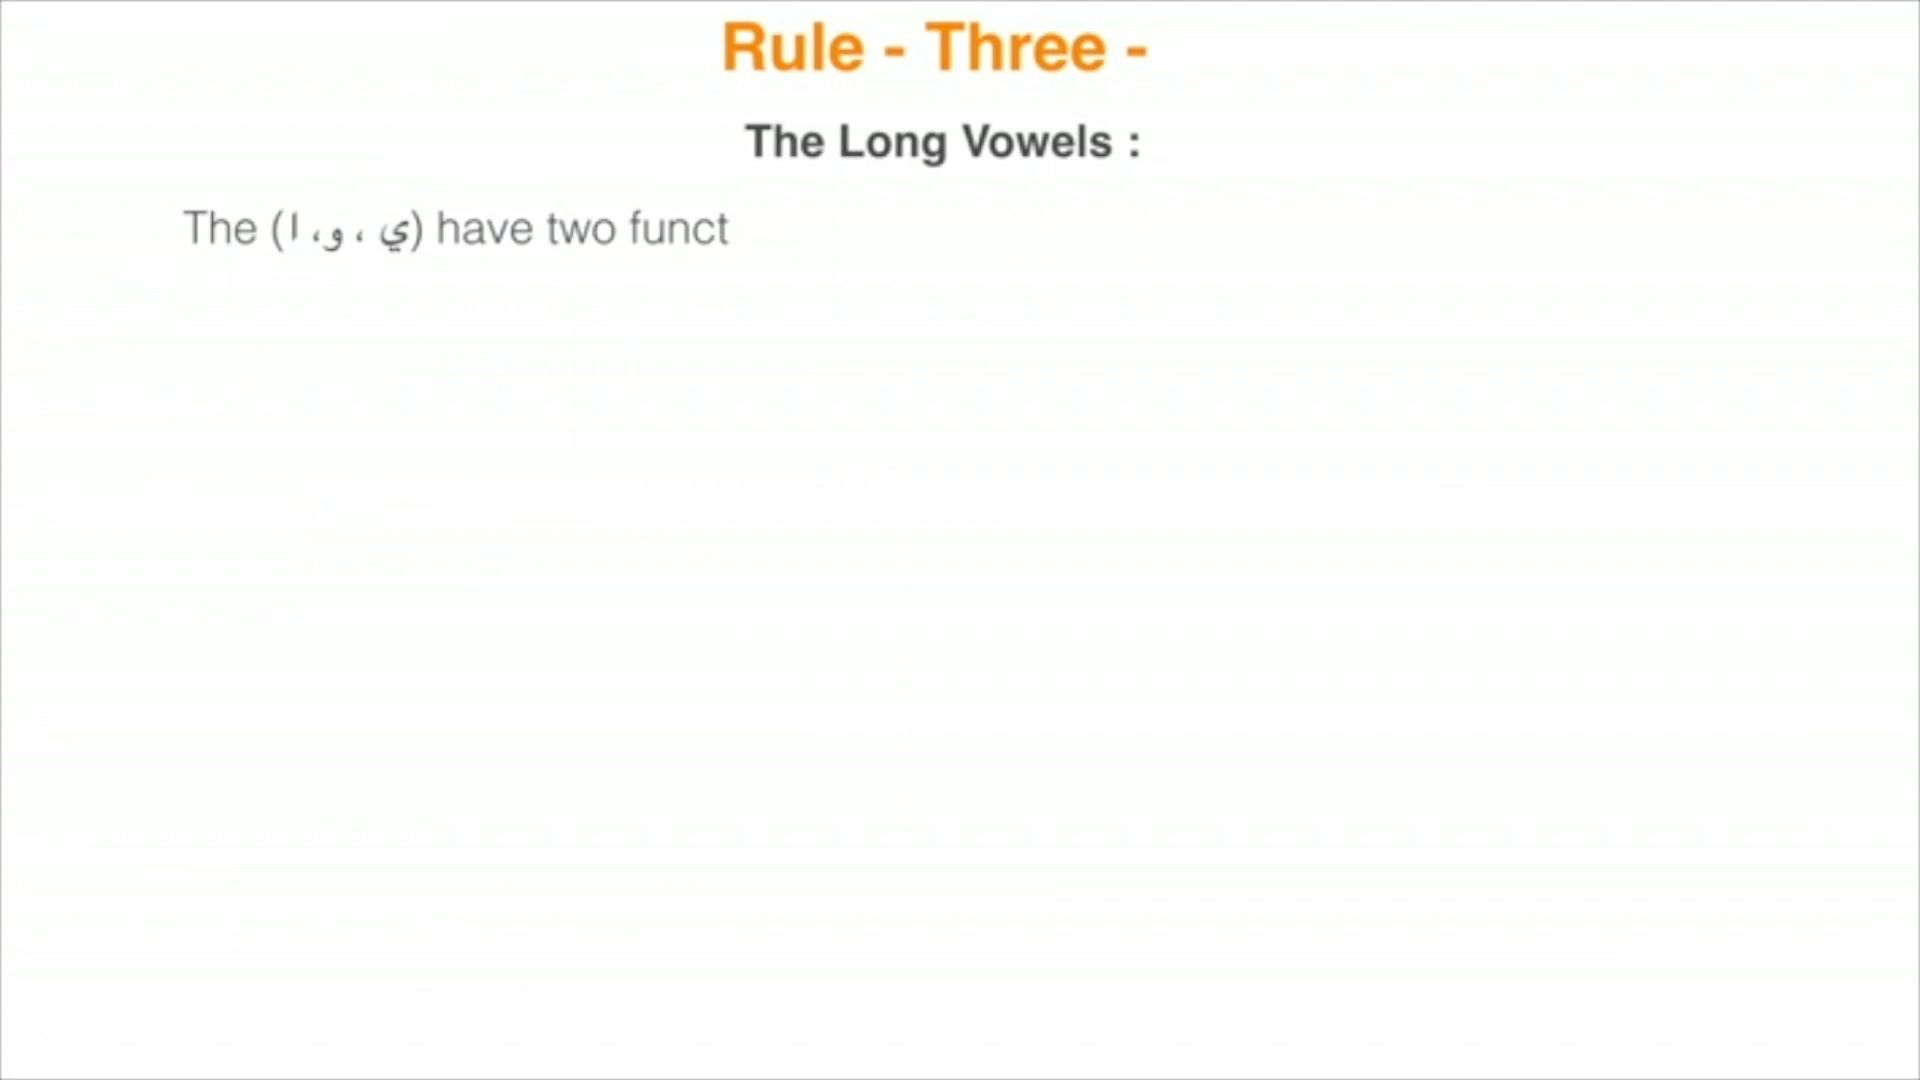 Rule - Three -
The Long Vowels :
The (ا ،و ، ي) have two funct